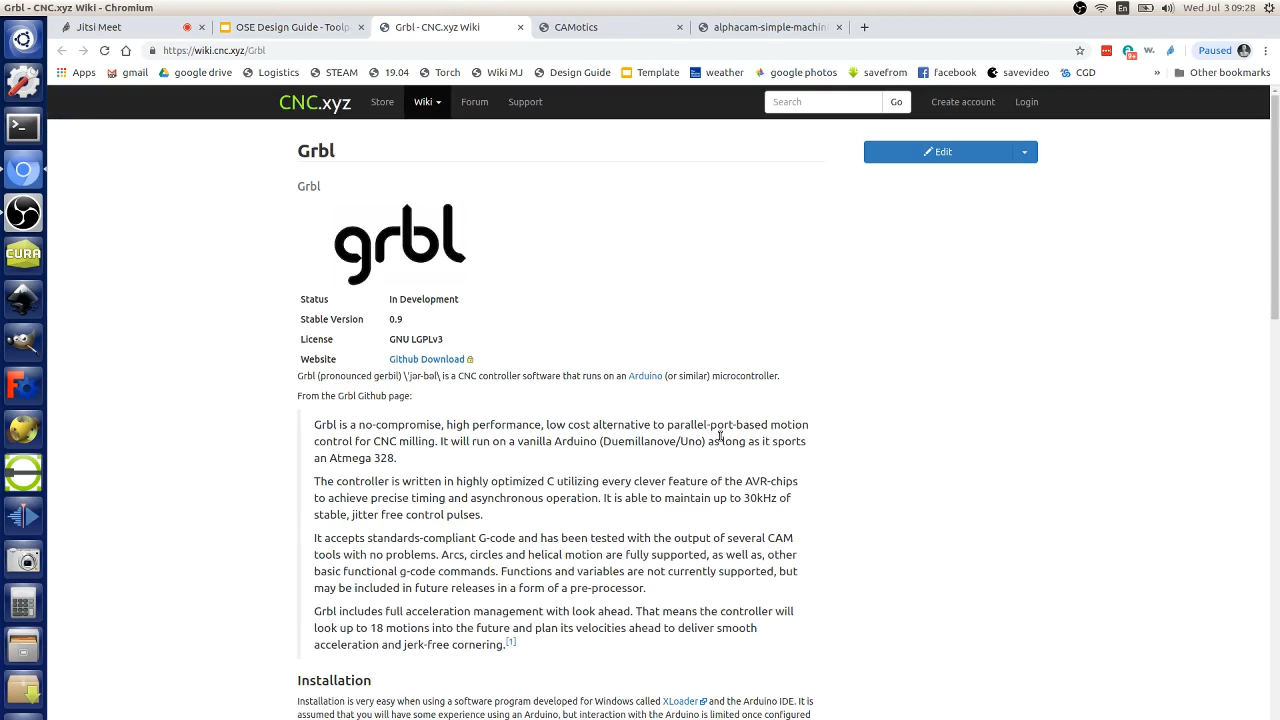 Grbl - CNC.xyz Wiki - Chromium
En
Wed Jul 3 09:28
Jitsi Meet
OSE Design Guide - Toolp
Grbl - CNC.xyz Wiki
CAMotics
alphacam-simple-machin
https://wiki.cnc.xyz/Grbl
Paused
Apps
gmail
google drive
Logistics
STEAM
19.04
Torch
Wiki MJ
Design Guide
Template
weather
google photos
savefrom
facebook
savevideo
CGD
»
Other bookmarks
CNC.xyz
Store
Wiki
Forum
Support
Search
Go
Create account
Login
Grbl
Edit
Grbl
grbl
Status In Development
Stable Version 0.9
License GNU LGPLv3
Website Github Download
Grbl (pronounced gerbil) \ˈjər-bəl\ is a CNC controller software that runs on an Arduino (or similar) microcontroller.
From the Grbl Github page:
Grbl is a no-compromise, high performance, low cost alternative to parallel-port-based motion
control for CNC milling. It will run on a vanilla Arduino (Duemillanove/Uno) as long as it sports
an Atmega 328.
The controller is written in highly optimized C utilizing every clever feature of the AVR-chips
to achieve precise timing and asynchronous operation. It is able to maintain up to 30kHz of
stable, jitter free control pulses.
It accepts standards-compliant G-code and has been tested with the output of several CAM
tools with no problems. Arcs, circles and helical motion are fully supported, as well as, other
basic functional g-code commands. Functions and variables are not currently supported, but
may be included in future releases in a form of a pre-processor.
Grbl includes full acceleration management with look ahead. That means the controller will
look up to 18 motions into the future and plan its velocities ahead to deliver smooth
acceleration and jerk-free cornering.[1]
Installation
Installation is very easy when using a software program developed for Windows called XLoader and the Arduino IDE. It is
assumed that you will have some experience using an Arduino, but interaction with the Arduino is limited once configured
CURA